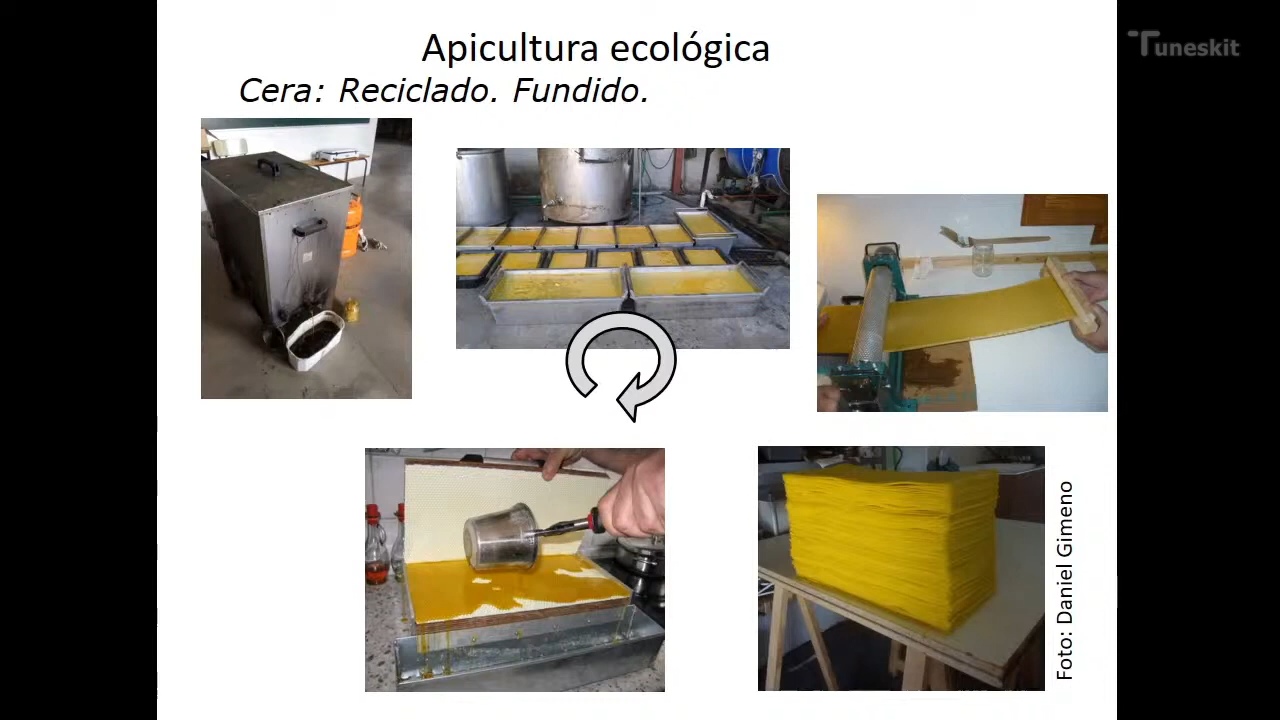 Apicultura ecológica
Tuneskit
Cera: Reciclado. Fundido.
Foto: Daniel Gimeno